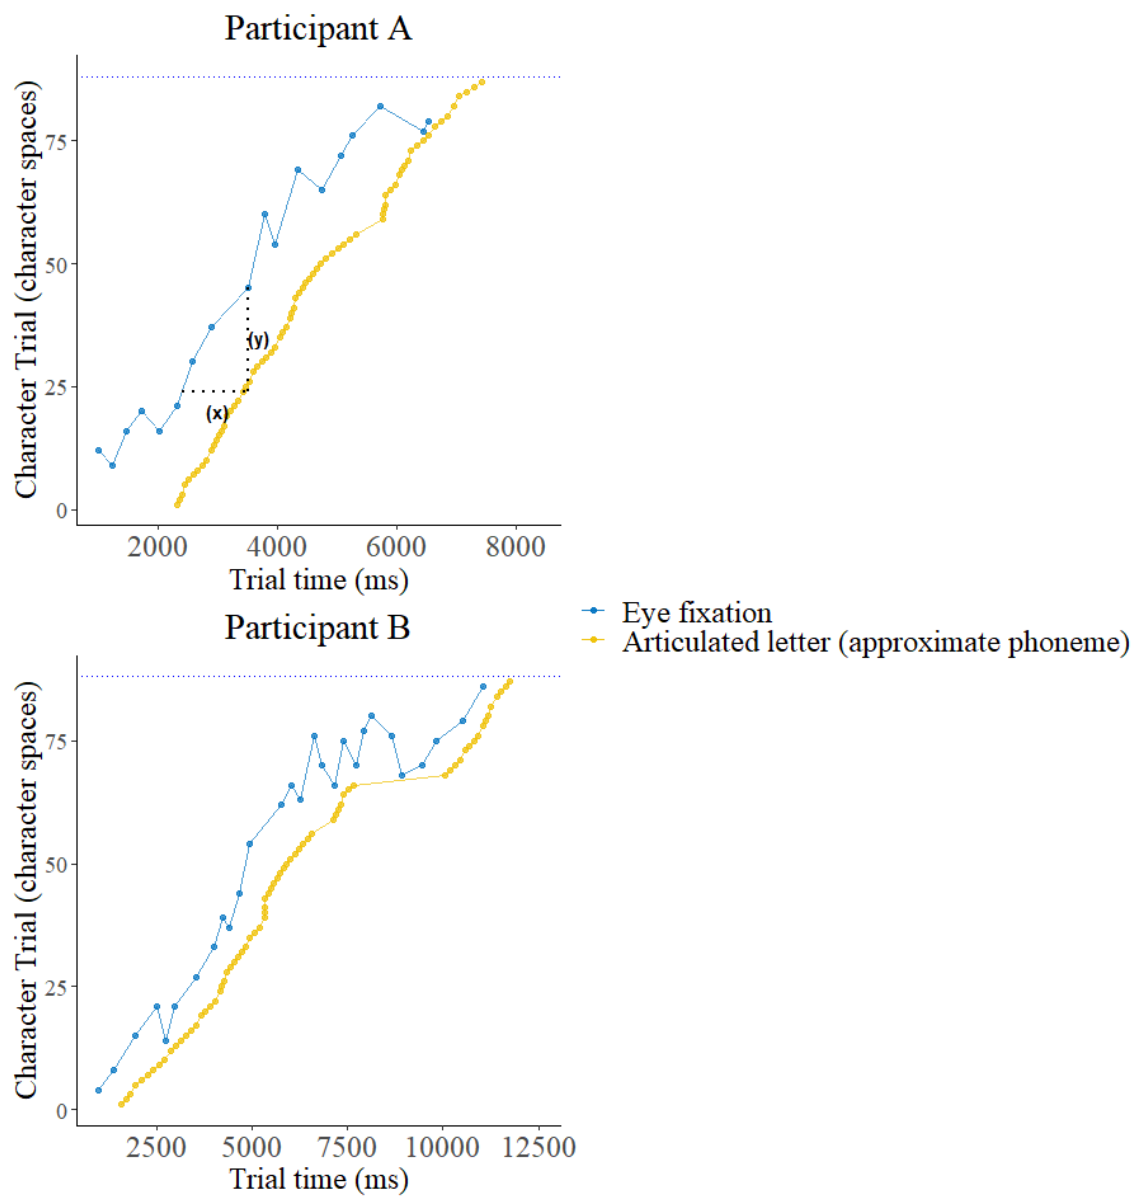 Participant A
Character Trial (character spaces)
75
50
25
0
(y)
(x)
2000 4000 6000 8000
Trial time (ms)
Eye fixation
Articulated letter (approximate phoneme)
Participant B
Character Trial (character spaces)
75
50
25
0
2500 5000 7500 10000 12500
Trial time (ms)